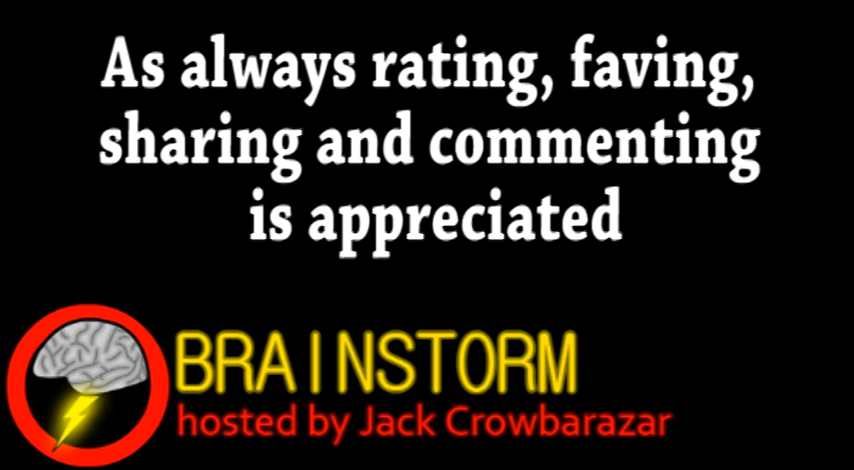 As always rating, faving,
sharing and commenting
is appreciated
BRAINSTORM
hosted by Jack Crowbarazar